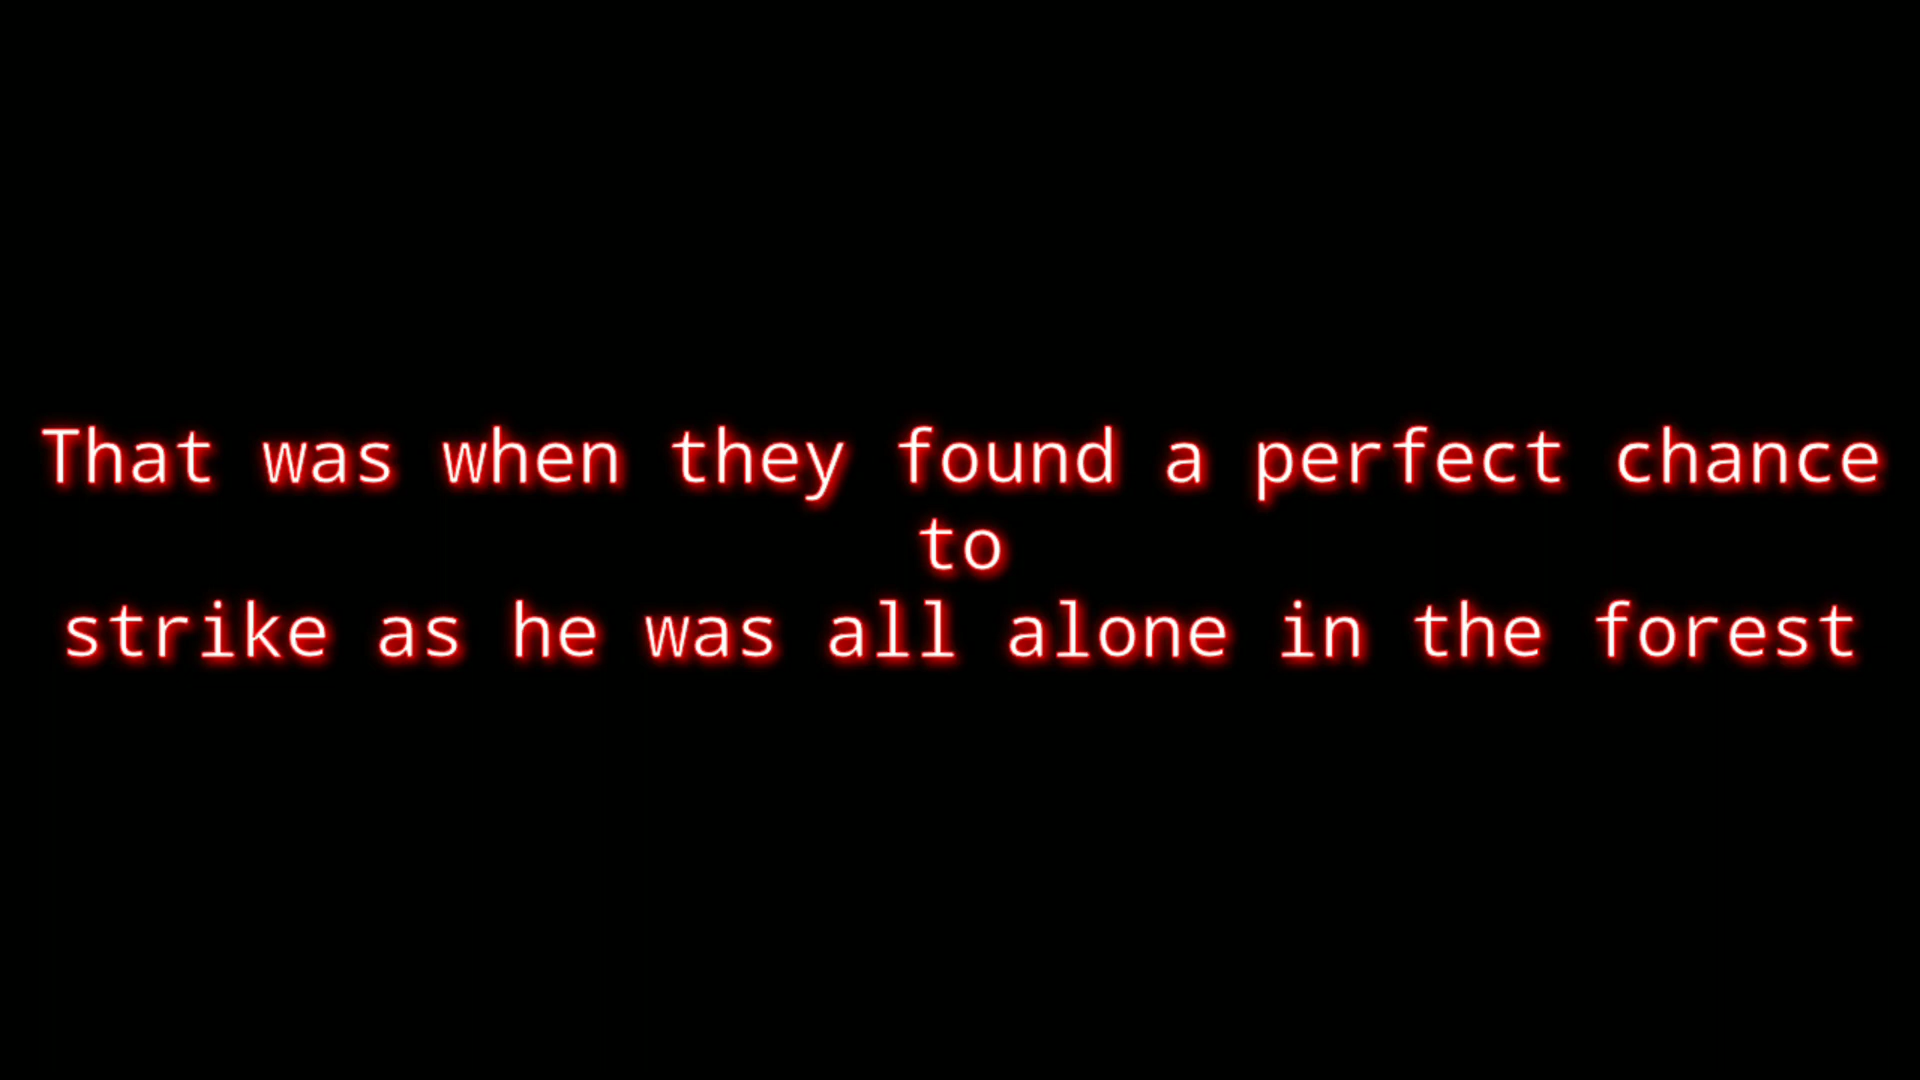 That was when they found a perfect chance
to
strike as he was all alone in the forest